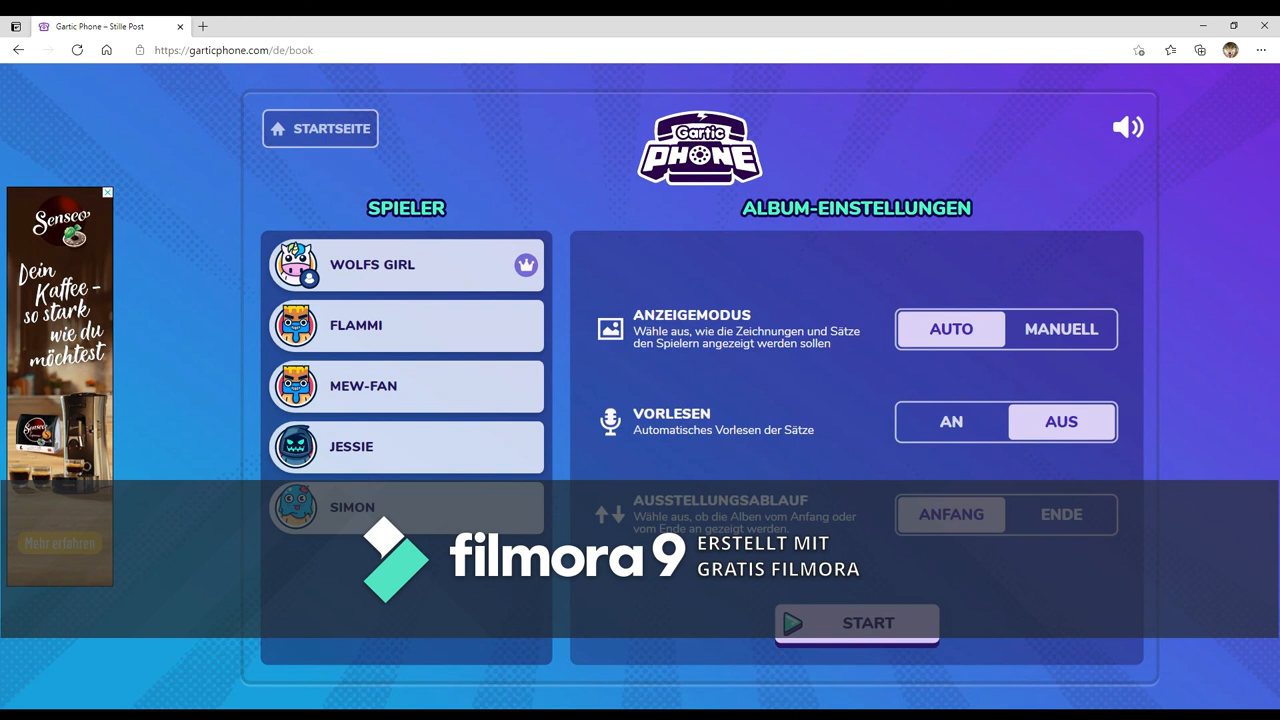 Gartic Phone – Stille Post
https://garticphone.com/de/book
STARTSEITE
Gartic
PHONE
SPIELER
ALBUM-EINSTELLUNGEN
WOLFS GIRL
FLAMMI
MEW-FAN
JESSIE
SIMON
ANZEIGEMODUS
Wähle aus, wie die Zeichnungen und Sätze
den Spielern angezeigt werden sollen
AUTO
MANUELL
VORLESEN
Automatisches Vorlesen der Sätze
AN
AUS
AUSSTELLUNGSABLAUF
Wähle aus, ob die Alben vom Anfang oder
vom Ende an gezeigt werden.
ANFANG
ENDE
START
Senseo
Dein
Kaffee -
so stark
wie du
möchtest
Senseo
Mehr erfahren
filmora 9
ERSTELLT MIT
GRATIS FILMORA